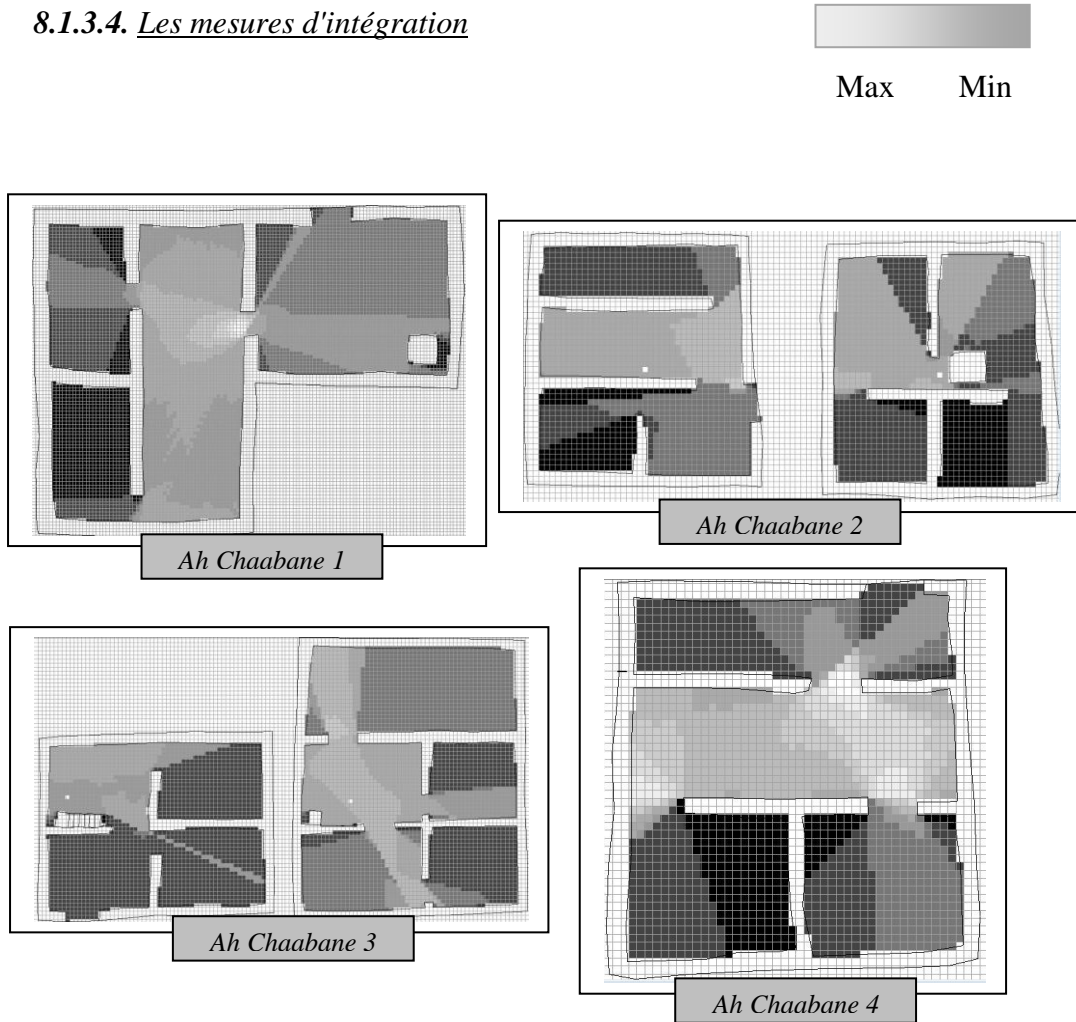 8.1.3.4. Les mesures d'intégration
Max Min
Ah Chaabane 1
Ah Chaabane 2
Ah Chaabane 3
Ah Chaabane 4